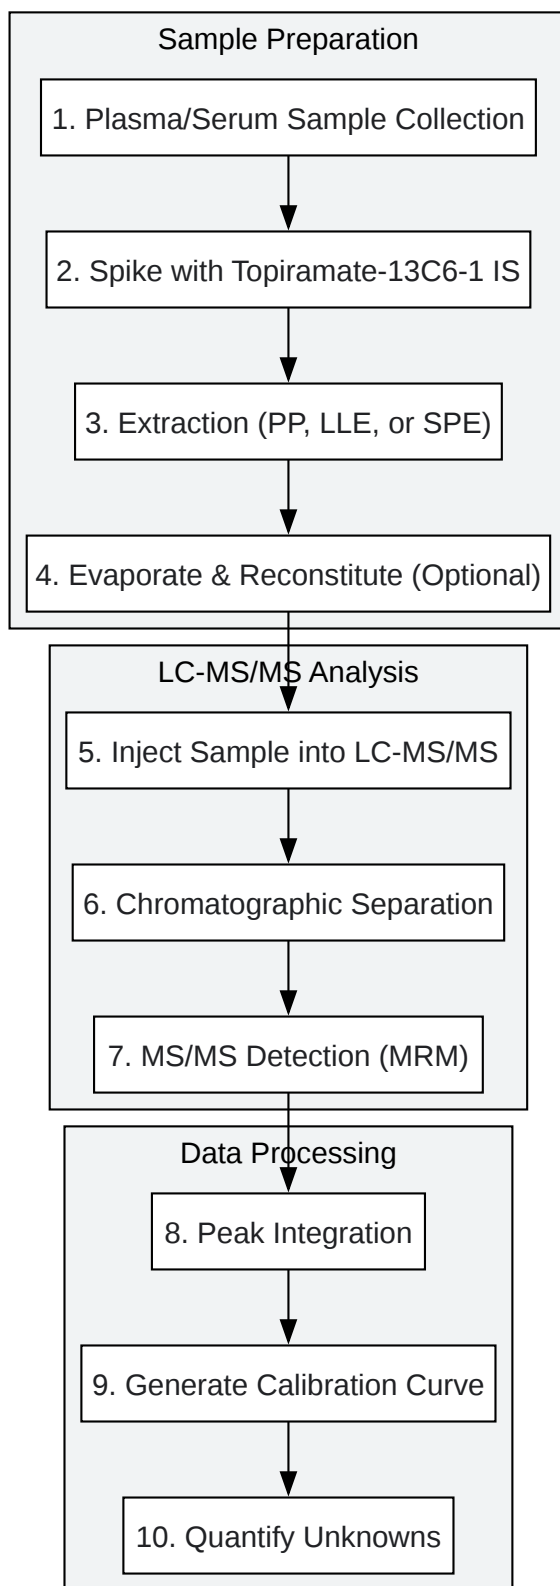 Sample Preparation
1. Plasma/Serum Sample Collection
2. Spike with Topiramate-13C6-1 IS
3. Extraction (PP, LLE, or SPE)
4. Evaporate & Reconstitute (Optional)
LC-MS/MS Analysis
5. Inject Sample into LC-MS/MS
6. Chromatographic Separation
7. MS/MS Detection (MRM)
Data Processing
8. Peak Integration
9. Generate Calibration Curve
10. Quantify Unknowns